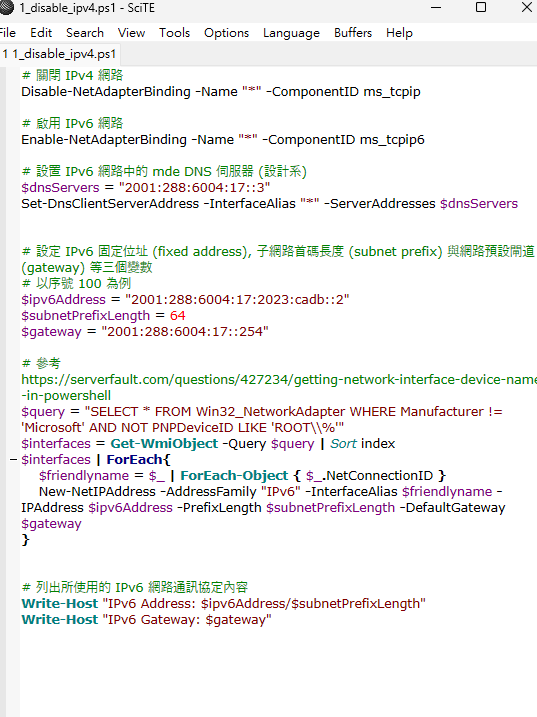 1_disable_ipv4.ps1 - SciTE
File Edit Search View Tools Options Language Buffers Help
1 1_disable_ipv4.ps1
# 關閉 IPv4 網路
Disable-NetAdapterBinding -Name "*" -ComponentID ms_tcpip
# 啟用 IPv6 網路
Enable-NetAdapterBinding -Name "*" -ComponentID ms_tcpip6
# 設置 IPv6 網路中的 mde DNS 伺服器 (設計系)
$dnsServers = "2001:288:6004:17::3"
Set-DnsClientServerAddress -InterfaceAlias "*" -ServerAddresses $dnsServers
# 設定 IPv6 固定位址 (fixed address), 子網路首碼長度 (subnet prefix) 與網路預設閘道
(gateway) 等三個變數
# 以序號 100 為例
$ipv6Address = "2001:288:6004:17:2023:cadb::2"
$subnetPrefixLength = 64
$gateway = "2001:288:6004:17::254"
# 參考
https://serverfault.com/questions/427234/getting-network-interface-device-name
-in-powershell
$query = "SELECT * FROM Win32_NetworkAdapter WHERE Manufacturer !=
'Microsoft' AND NOT PNPDeviceID LIKE 'ROOT\\%'"
$interfaces = Get-WmiObject -Query $query | Sort index
$interfaces | ForEach{
$friendlyname = $_ | ForEach-Object { $_.NetConnectionID }
New-NetIPAddress -AddressFamily "IPv6" -InterfaceAlias $friendlyname -
IPAddress $ipv6Address -PrefixLength $subnetPrefixLength -DefaultGateway
$gateway
}
# 列出所使用的 IPv6 網路通訊協定內容
Write-Host "IPv6 Address: $ipv6Address/$subnetPrefixLength"
Write-Host "IPv6 Gateway: $gateway"